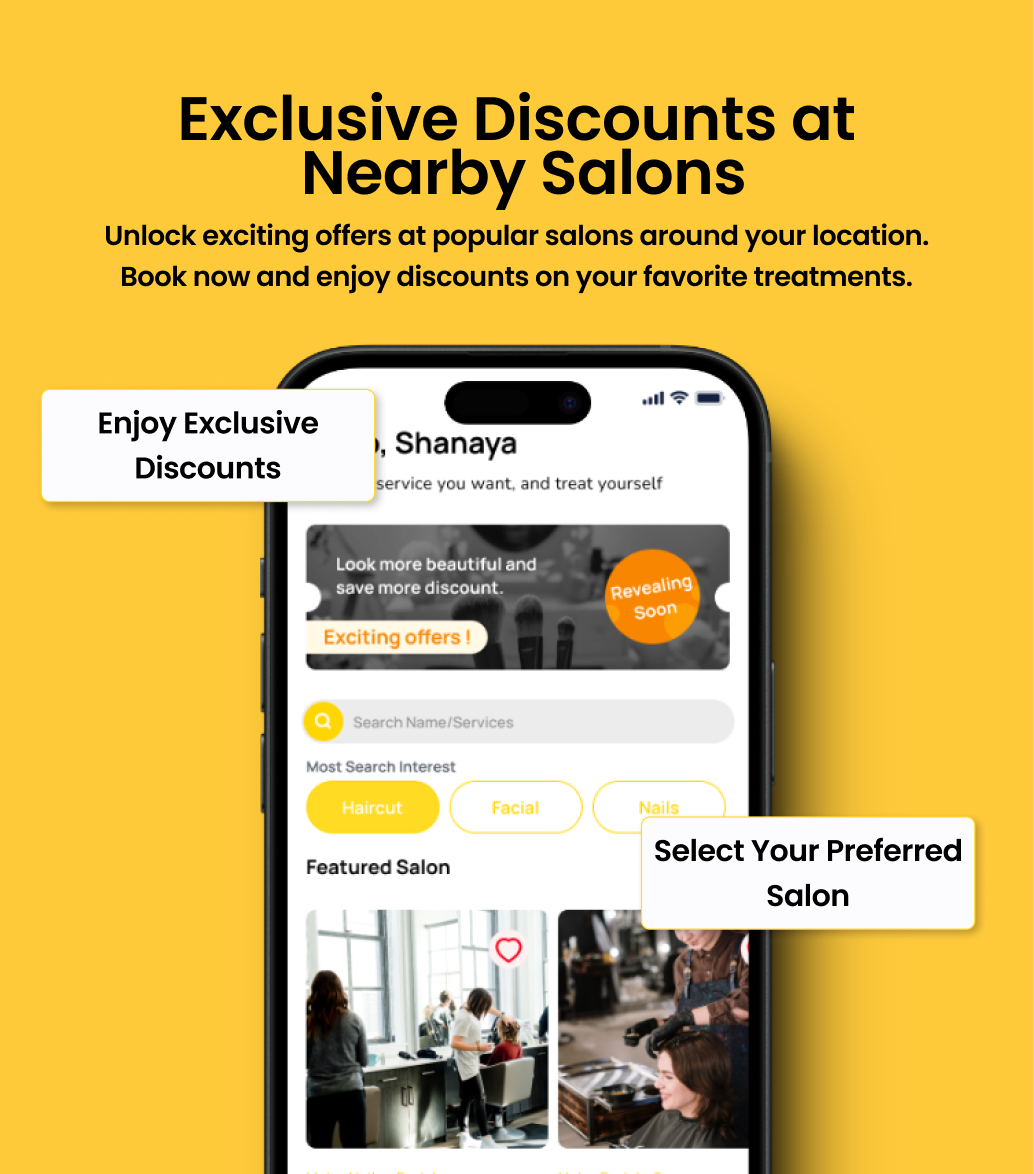 Exclusive Discounts at
Nearby Salons
Unlock exciting offers at popular salons around your location.
Book now and enjoy discounts on your favorite treatments.
Enjoy Exclusive
Discounts
, Shanaya
service you want, and treat yourself
Look more beautiful and
save more discount.
Exciting offers !
Revealing
Soon
Search Name/Services
Most Search Interest
Haircut
Facial
Nails
Select Your Preferred
Salon
Featured Salon